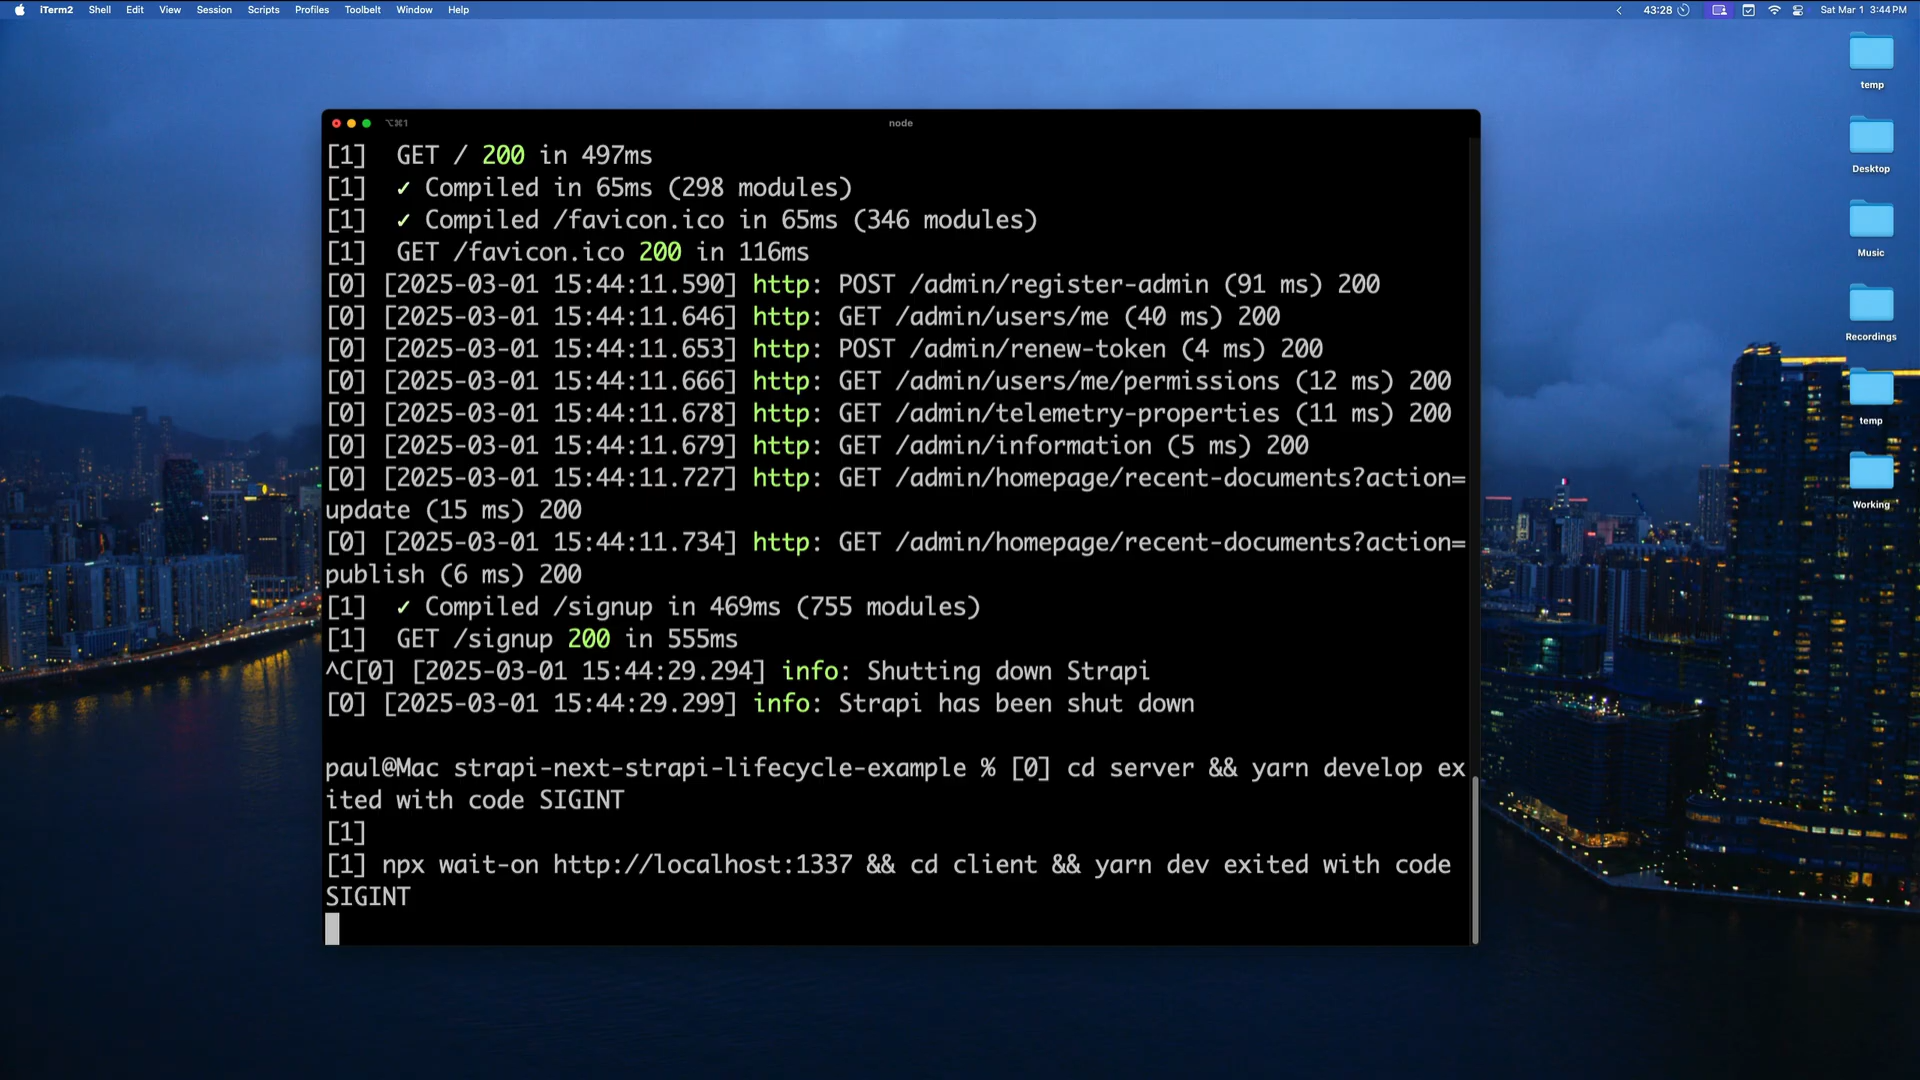 iTerm2 Shell Edit View Session Scripts Profiles Toolbelt Window Help 43:28 Sat Mar 1 3:44 PM
temp
Desktop
Music
Recordings
temp
Working
⌥⌘1 node
[1]  GET / 200 in 497ms
[1]  ✓ Compiled in 65ms (298 modules)
[1]  ✓ Compiled /favicon.ico in 65ms (346 modules)
[1]  GET /favicon.ico 200 in 116ms
[0] [2025-03-01 15:44:11.590] http: POST /admin/register-admin (91 ms) 200
[0] [2025-03-01 15:44:11.646] http: GET /admin/users/me (40 ms) 200
[0] [2025-03-01 15:44:11.653] http: POST /admin/renew-token (4 ms) 200
[0] [2025-03-01 15:44:11.666] http: GET /admin/users/me/permissions (12 ms) 200
[0] [2025-03-01 15:44:11.678] http: GET /admin/telemetry-properties (11 ms) 200
[0] [2025-03-01 15:44:11.679] http: GET /admin/information (5 ms) 200
[0] [2025-03-01 15:44:11.727] http: GET /admin/homepage/recent-documents?action=
update (15 ms) 200
[0] [2025-03-01 15:44:11.734] http: GET /admin/homepage/recent-documents?action=
publish (6 ms) 200
[1]  ✓ Compiled /signup in 469ms (755 modules)
[1]  GET /signup 200 in 555ms
^C[0] [2025-03-01 15:44:29.294] info: Shutting down Strapi
[0] [2025-03-01 15:44:29.299] info: Strapi has been shut down
paul@Mac strapi-next-strapi-lifecycle-example % [0] cd server && yarn develop ex
ited with code SIGINT
[1]
[1] npx wait-on http://localhost:1337 && cd client && yarn dev exited with code
SIGINT